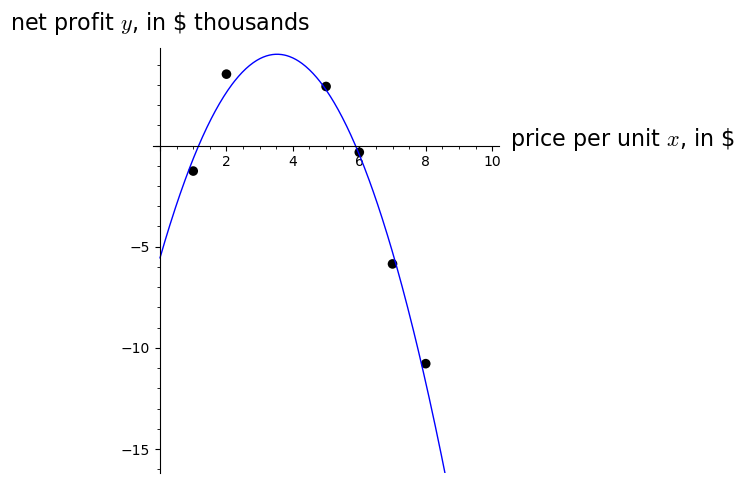 net profit y, in $ thousands
price per unit x, in $
2 4 6 8 10
−5
−10
−15